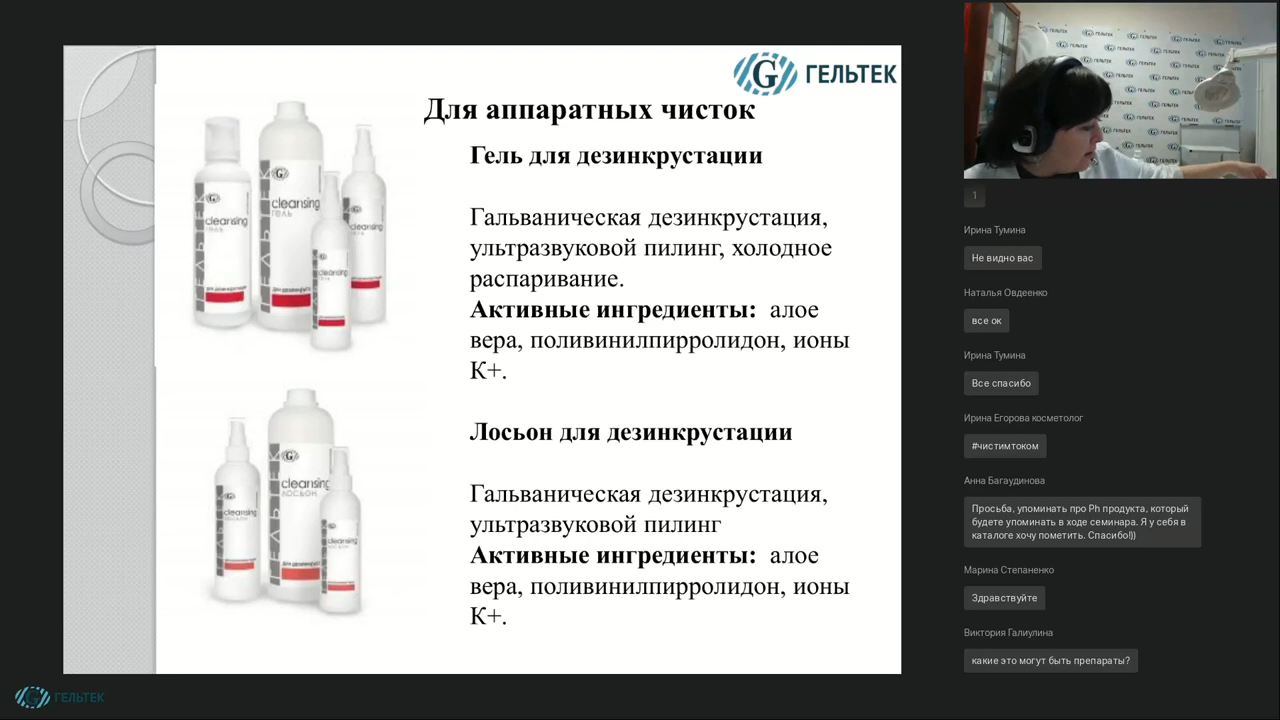 ГЕЛЬТЕК
Для аппаратных чисток
Гель для дезинкрустации
Гальваническая дезинкрустация,
ультразвуковой пилинг, холодное
распаривание.
Активные ингредиенты: алое
вера, поливинилпирролидон, ионы
К+.
Лосьон для дезинкрустации
Гальваническая дезинкрустация,
ультразвуковой пилинг
Активные ингредиенты: алое
вера, поливинилпирролидон, ионы
К+.
cleansing
гель
cleansing
лосьон
ГЕЛЬТЕК
1
Ирина Тумина
Не видно вас
Наталья Овдеенко
все ок
Ирина Тумина
Все спасибо
Ирина Егорова косметолог
#чистимтоком
Анна Багаудинова
Просьба, упоминать про Ph продукта, который
будете упоминать в ходе семинара. Я у себя в
каталоге хочу пометить. Спасибо!))
Марина Степаненко
Здравствуйте
Виктория Галиулина
какие это могут быть препараты?
ГЕЛЬТЕК